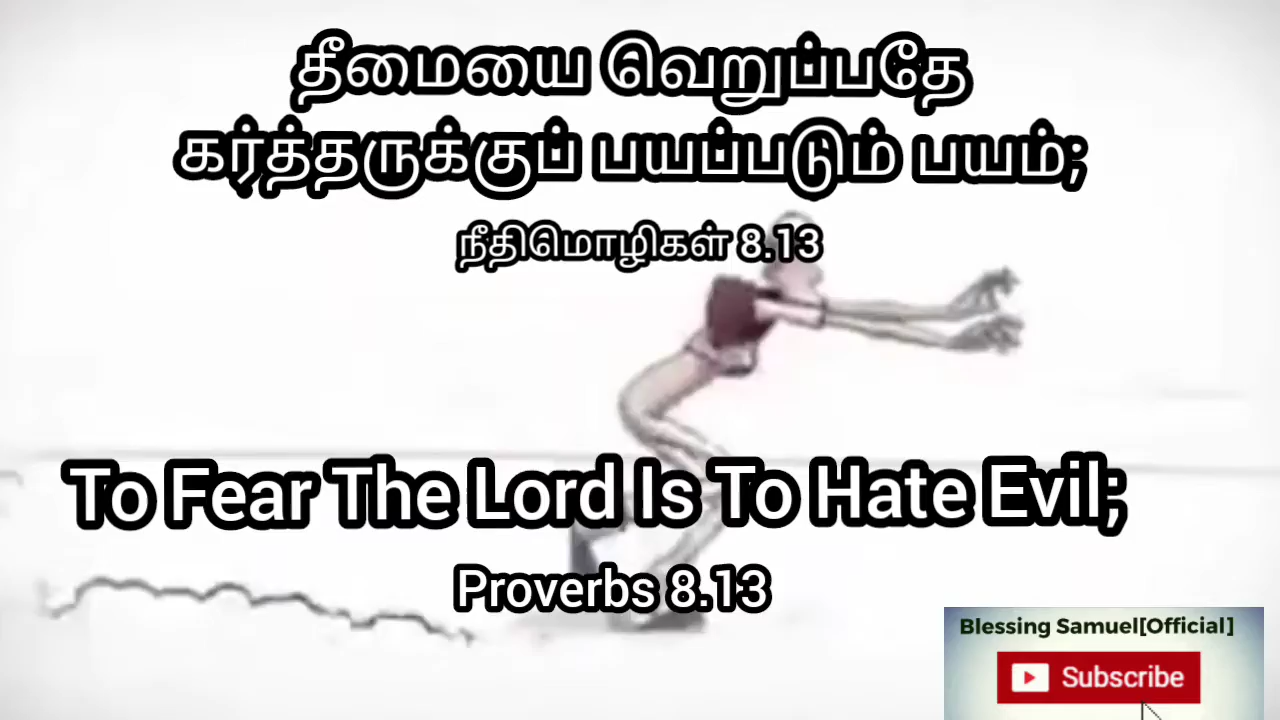 தீமையை வெறுப்பதே
கர்த்தருக்குப் பயப்படும் பயம்;
நீதிமொழிகள் 8.13
To Fear The Lord Is To Hate Evil;
Proverbs 8.13
Blessing Samuel[Official]
Subscribe